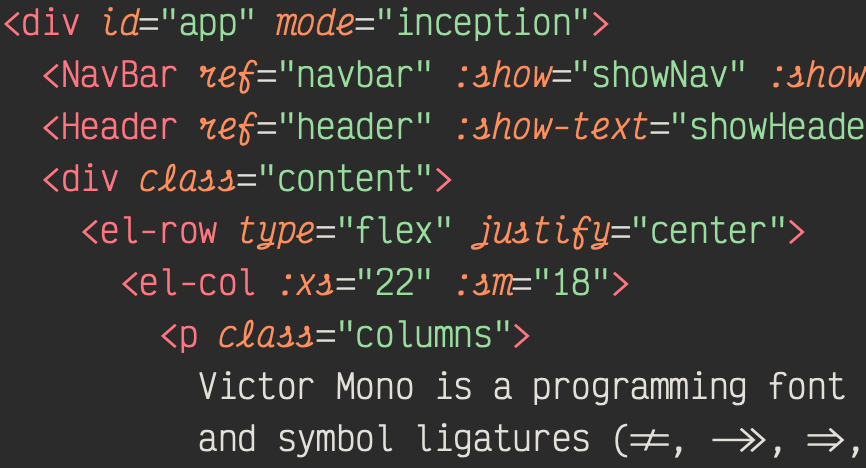 <div id="app" mode="inception">
<NavBar ref="navbar" :show="showNav" :show
<Header ref="header" :show-text="showHeade
<div class="content">
<el-row type="flex" justify="center">
<el-col :xs="22" :sm="18">
<p class="columns">
Victor Mono is a programming font
and symbol ligatures (≠, ↠, ⇒,